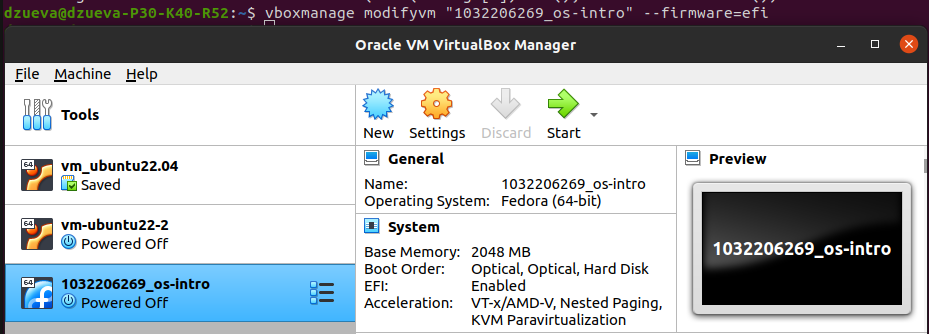 dzueva@dzueva-P30-K40-R52:~$ vboxmanage modifyvm "1032206269_os-intro" --firmware=efi
Oracle VM VirtualBox Manager
File Machine Help
Tools
New Settings Discard Start
64
vm_ubuntu22.04
Saved
64
vm-ubuntu22-2
Powered Off
64
1032206269_os-intro
Powered Off
General
Name: 1032206269_os-intro
Operating System: Fedora (64-bit)
System
Base Memory: 2048 MB
Boot Order: Optical, Optical, Hard Disk
EFI: Enabled
Acceleration: VT-x/AMD-V, Nested Paging,
KVM Paravirtualization
Preview
1032206269_os-intro